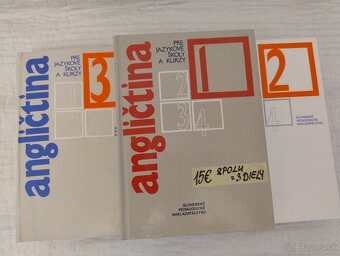 angličtina
PRE
JAZYKOVÉ
ŠKOLY
A KURZY
3
4
angličtina
PRE
JAZYKOVÉ
ŠKOLY
A KURZY
1
2
3
4
SLOVENSKÉ
PEDAGOGICKÉ
NAKLADATEĽSTVO
15€ SPOLU
= 3 DIELY
2
4
SLOVENSKÉ
PEDAGOGICKÉ
NAKLADATEĽSTVO